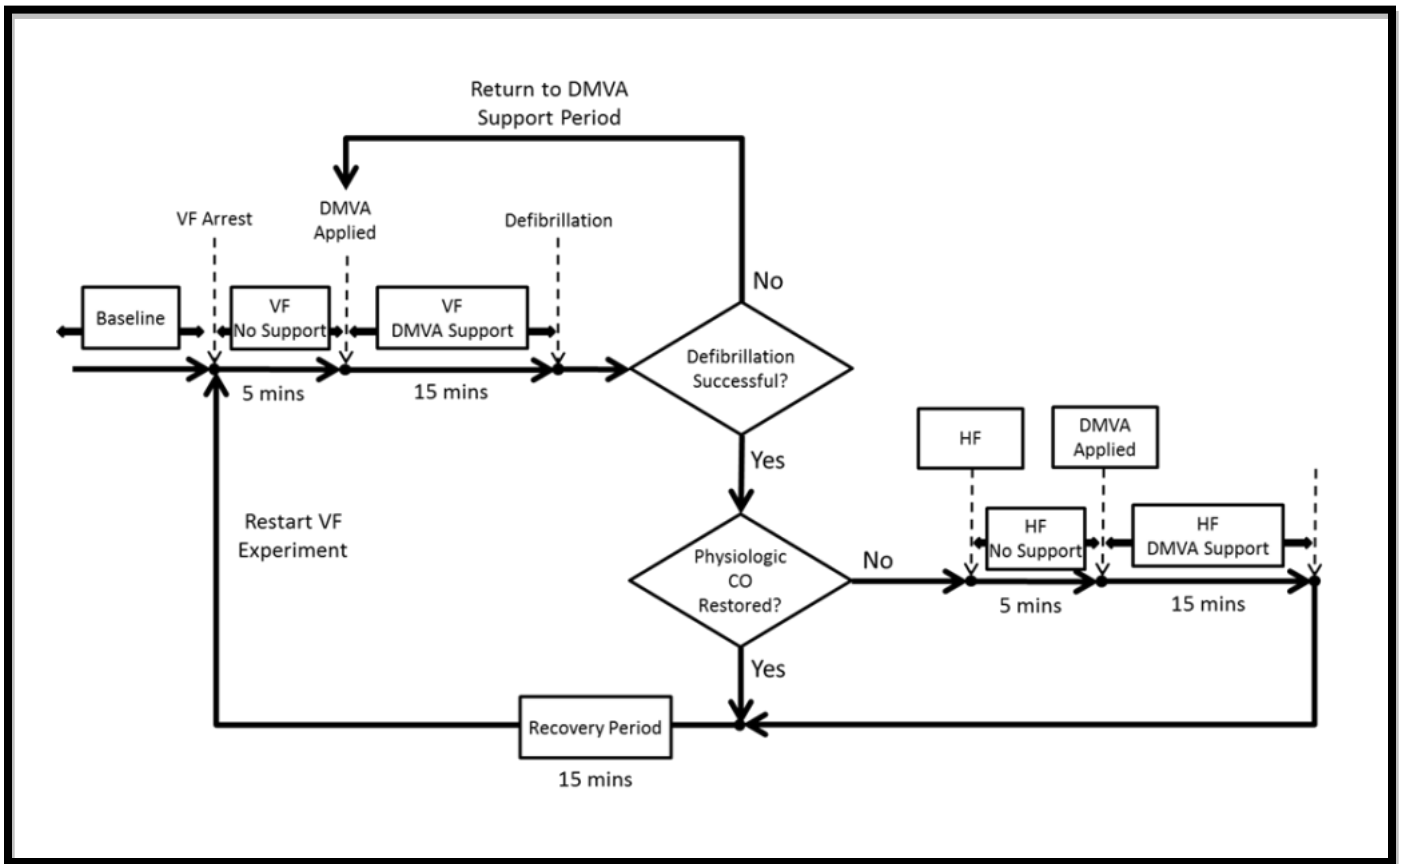 Return to DMVA
Support Period
VF Arrest
DMVA
Applied
Defibrillation
No
Baseline
VF
No Support
VF
DMVA Support
Defibrillation
Successful?
5 mins
15 mins
Yes
HF
DMVA
Applied
Restart VF
Experiment
Physiologic
CO
Restored?
No
HF
No Support
HF
DMVA Support
5 mins
15 mins
Yes
Recovery Period
15 mins